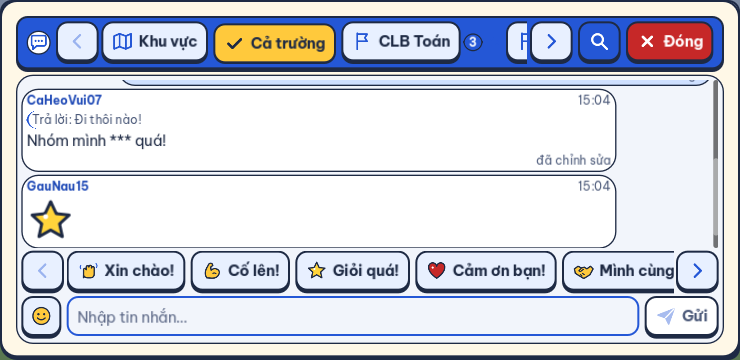 Khu vực
Cả trường
CLB Toán 3
Đóng
CaHeoVui07 15:04
Trả lời: Đi thôi nào!
Nhóm mình *** quá!
đã chỉnh sửa
GauNau15 15:04
Xin chào!
Cố lên!
Giỏi quá!
Cảm ơn bạn!
Mình cùng
Nhập tin nhắn...
Gửi